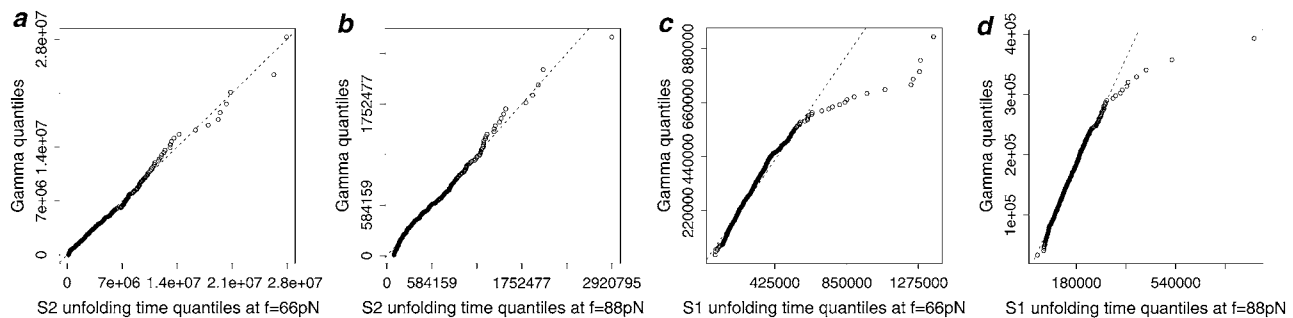 a b c d
Gamma quantiles
0 7e+06 1.4e+07 2.8e+07
0 7e+06 1.4e+07 2.1e+07 2.8e+07
S2 unfolding time quantiles at f=66pN
Gamma quantiles
0 584159 1752477
0 584159 1752477 2920795
S2 unfolding time quantiles at f=88pN
Gamma quantiles
220000 440000 660000 880000
425000 850000 1275000
S1 unfolding time quantiles at f=66pN
Gamma quantiles
1e+05 2e+05 3e+05 4e+05
180000 540000
S1 unfolding time quantiles at f=88pN